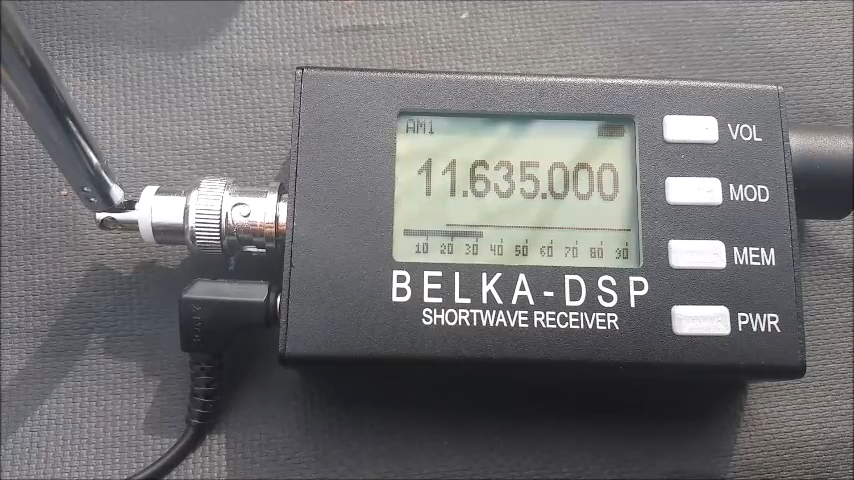 AM1
11.635.000
10 20 30 40 50 60 70 80 90
BELKA-DSP
SHORTWAVE RECEIVER
VOL
MOD
MEM
PWR